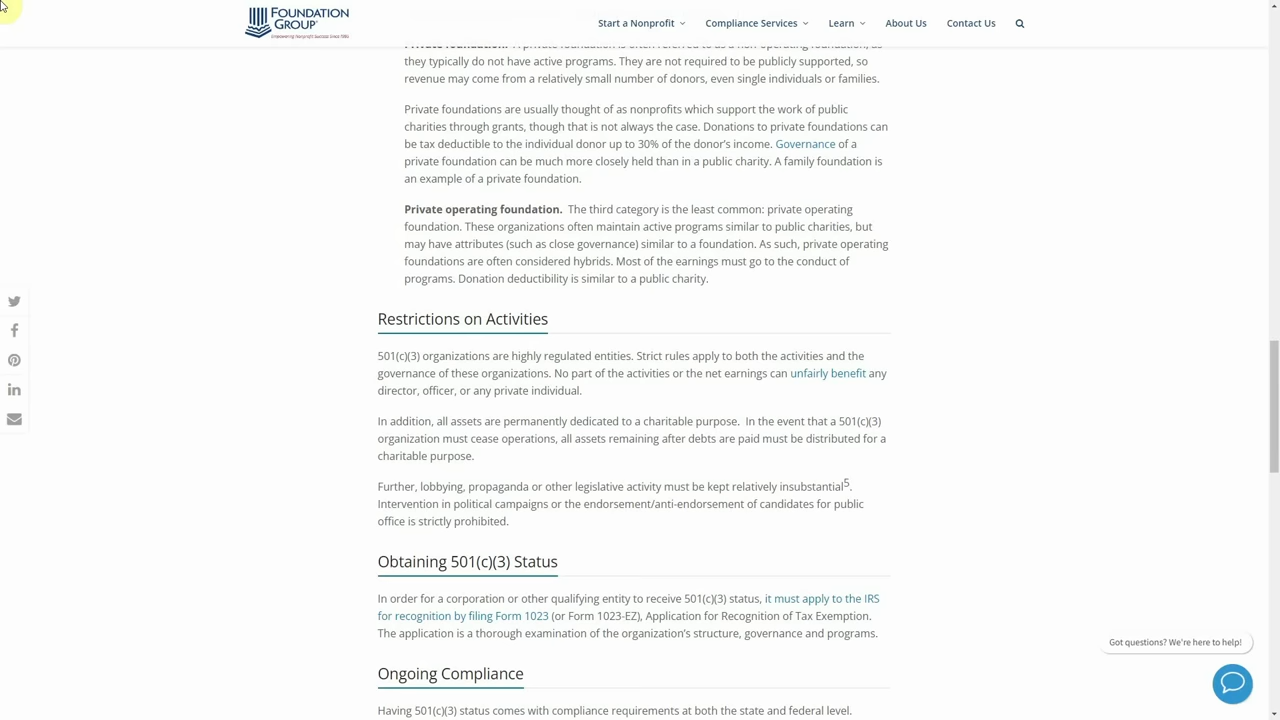 FOUNDATION
GROUP
Empowering Nonprofit Success Since 1995
Start a Nonprofit
Compliance Services
Learn
About Us
Contact Us
they typically do not have active programs. They are not required to be publicly supported, so
revenue may come from a relatively small number of donors, even single individuals or families.
Private foundations are usually thought of as nonprofits which support the work of public
charities through grants, though that is not always the case. Donations to private foundations can
be tax deductible to the individual donor up to 30% of the donor’s income. Governance of a
private foundation can be much more closely held than in a public charity. A family foundation is
an example of a private foundation.
Private operating foundation. The third category is the least common: private operating
foundation. These organizations often maintain active programs similar to public charities, but
may have attributes (such as close governance) similar to a foundation. As such, private operating
foundations are often considered hybrids. Most of the earnings must go to the conduct of
programs. Donation deductibility is similar to a public charity.
Restrictions on Activities
501(c)(3) organizations are highly regulated entities. Strict rules apply to both the activities and the
governance of these organizations. No part of the activities or the net earnings can unfairly benefit any
director, officer, or any private individual.
In addition, all assets are permanently dedicated to a charitable purpose. In the event that a 501(c)(3)
organization must cease operations, all assets remaining after debts are paid must be distributed for a
charitable purpose.
Further, lobbying, propaganda or other legislative activity must be kept relatively insubstantial5.
Intervention in political campaigns or the endorsement/anti-endorsement of candidates for public
office is strictly prohibited.
Obtaining 501(c)(3) Status
In order for a corporation or other qualifying entity to receive 501(c)(3) status, it must apply to the IRS
for recognition by filing Form 1023 (or Form 1023-EZ), Application for Recognition of Tax Exemption.
The application is a thorough examination of the organization’s structure, governance and programs.
Got questions? We're here to help!
Ongoing Compliance
Having 501(c)(3) status comes with compliance requirements at both the state and federal level.